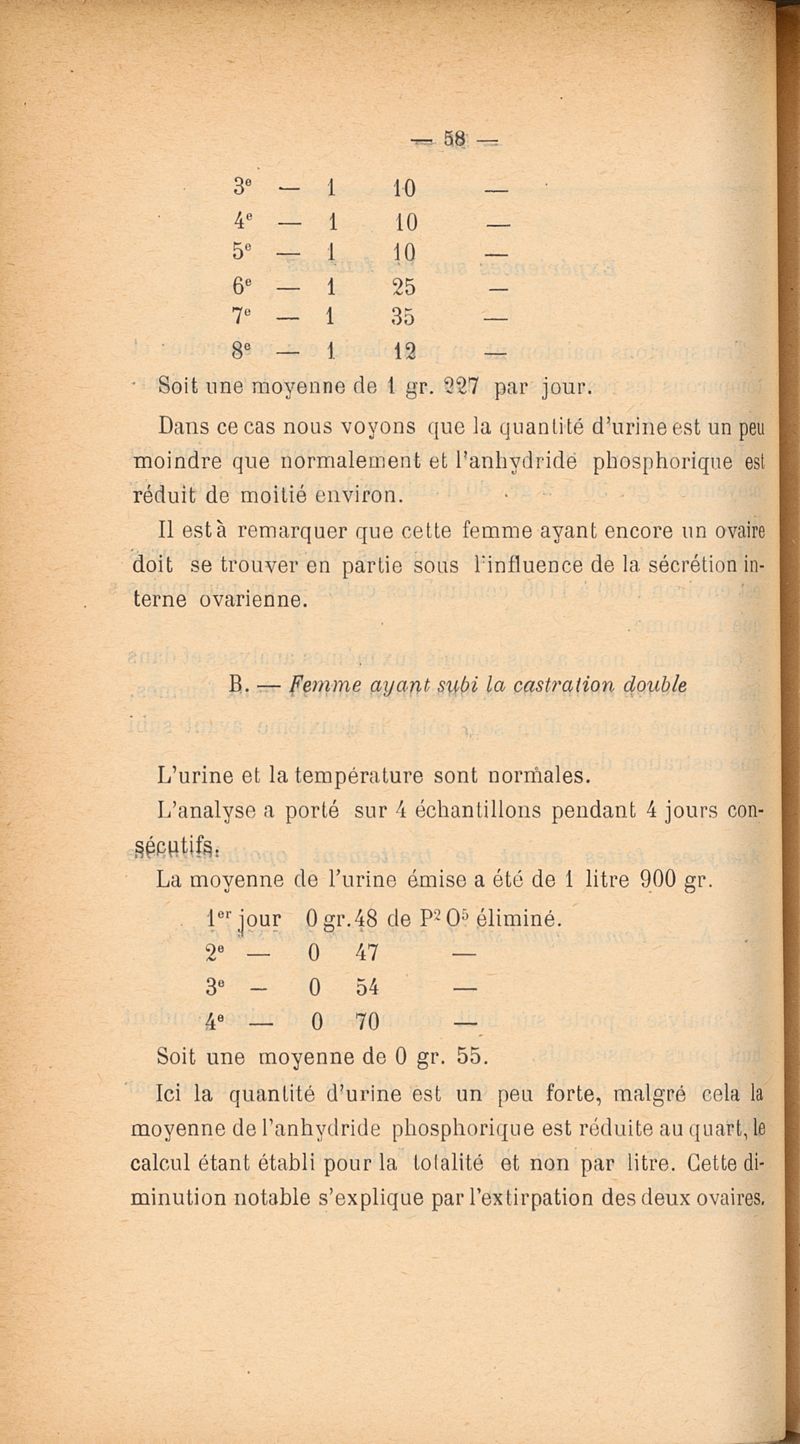 — 58 —
3e — 1 10 —
4e — 1 10 —
5e — 1 10 —
6e — 1 25 —
7e — 1 35 —
8e — 1 12 —
Soit une moyenne de 1 gr. 227 par jour.
Dans ce cas nous voyons que la quantité d'urine est un peu
moindre que normalement et l'anhydride phosphorique est
réduit de moitié environ.
Il est à remarquer que cette femme ayant encore un ovaire
doit se trouver en partie sous l'influence de la sécrétion in-
terne ovarienne.
B. — Femme ayant subi la castration double
L'urine et la température sont normales.
L'analyse a porté sur 4 échantillons pendant 4 jours con-
sécutifs.
La moyenne de l'urine émise a été de 1 litre 900 gr.
1er jour 0 gr. 48 de P2 O5 éliminé.
2e — 0 47 —
3e — 0 54 —
4e — 0 70 —
Soit une moyenne de 0 gr. 55.
Ici la quantité d'urine est un peu forte, malgré cela la
moyenne de l'anhydride phosphorique est réduite au quart, le
calcul étant établi pour la totalité et non par litre. Cette di-
minution notable s'explique par l'extirpation des deux ovaires.